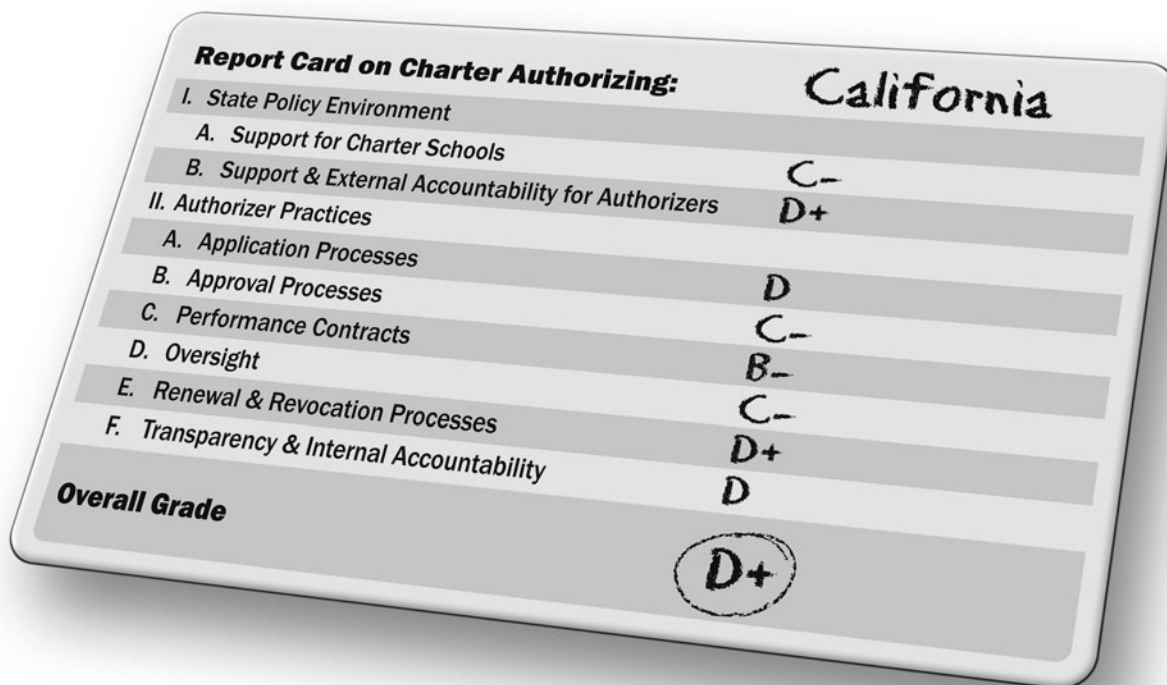 Report Card on Charter Authorizing: California
I. State Policy Environment
A. Support for Charter Schools C-
B. Support & External Accountability for Authorizers D+
II. Authorizer Practices
A. Application Processes D
B. Approval Processes C-
C. Performance Contracts B-
D. Oversight C-
E. Renewal & Revocation Processes D+
F. Transparency & Internal Accountability D
Overall Grade D+